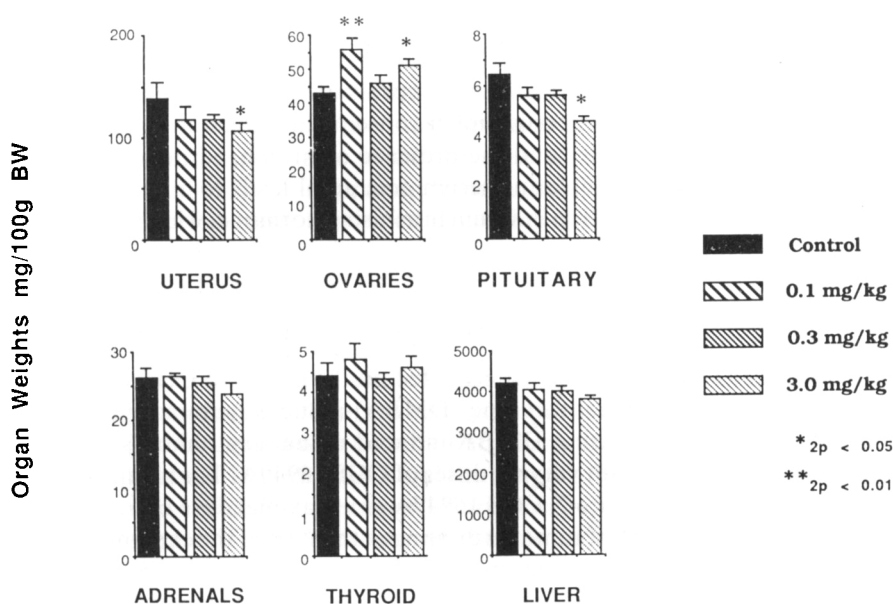 Organ Weights mg/100g BW
200
100
0
UTERUS
**
*
60
50
40
30
20
10
0
OVARIES
*
8
6
4
2
0
PITUITARY
*
30
20
10
0
ADRENALS
5
4
3
2
1
0
THYROID
5000
4000
3000
2000
1000
0
LIVER
Control
0.1 mg/kg
0.3 mg/kg
3.0 mg/kg
* 2p < 0.05
** 2p < 0.01